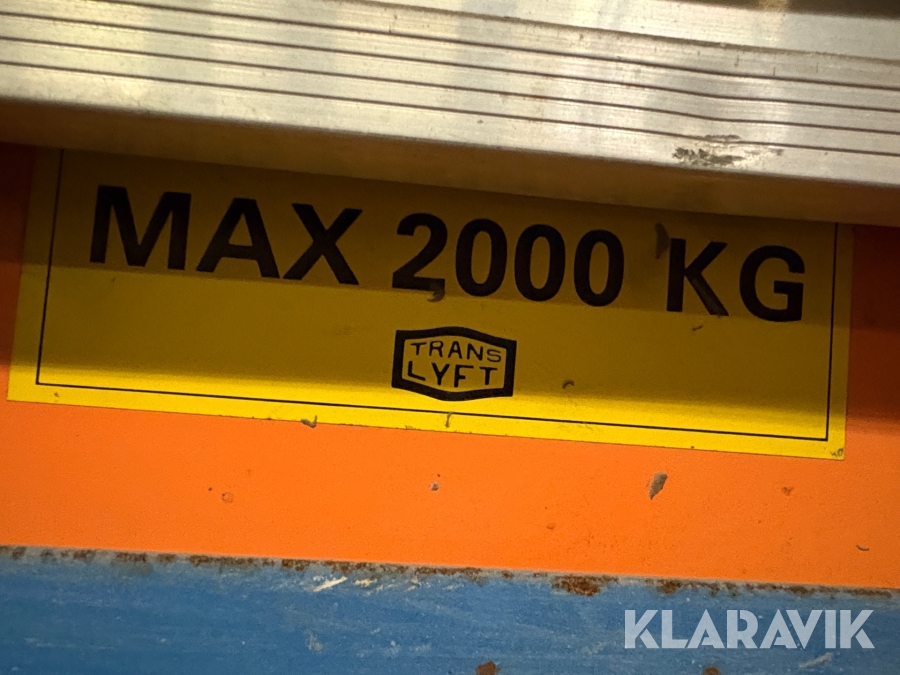 MAX 2000 KG
TRANS
LYFT
KLARAVIK